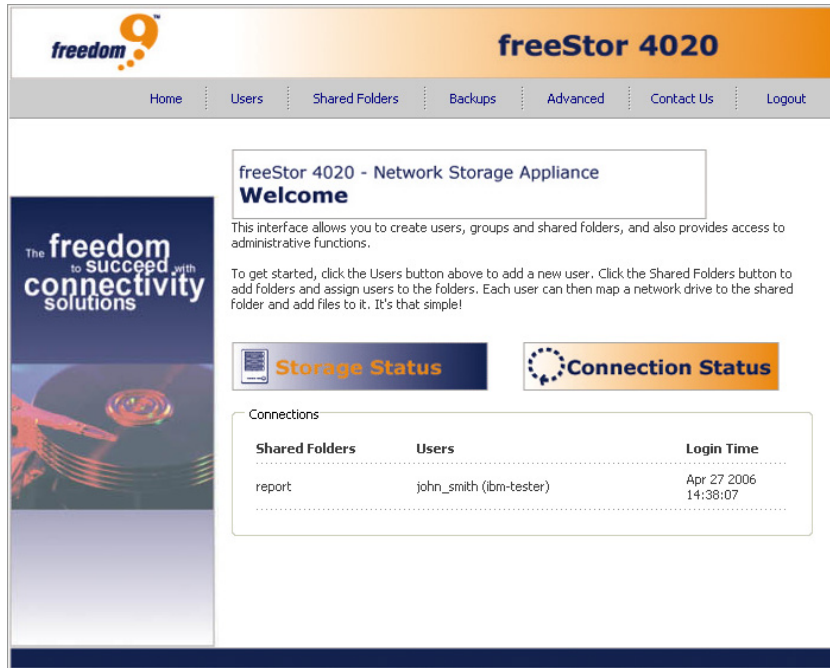 freedom 9™
freeStor 4020
Home Users Shared Folders Backups Advanced Contact Us Logout
The freedom
to succeed with
connectivity
solutions
freeStor 4020 - Network Storage Appliance
Welcome
This interface allows you to create users, groups and shared folders, and also provides access to
administrative functions.
To get started, click the Users button above to add a new user. Click the Shared Folders button to
add folders and assign users to the folders. Each user can then map a network drive to the shared
folder and add files to it. It's that simple!
Storage Status
Connection Status
Connections
Shared Folders Users Login Time
report john_smith (ibm-tester) Apr 27 2006
14:38:07